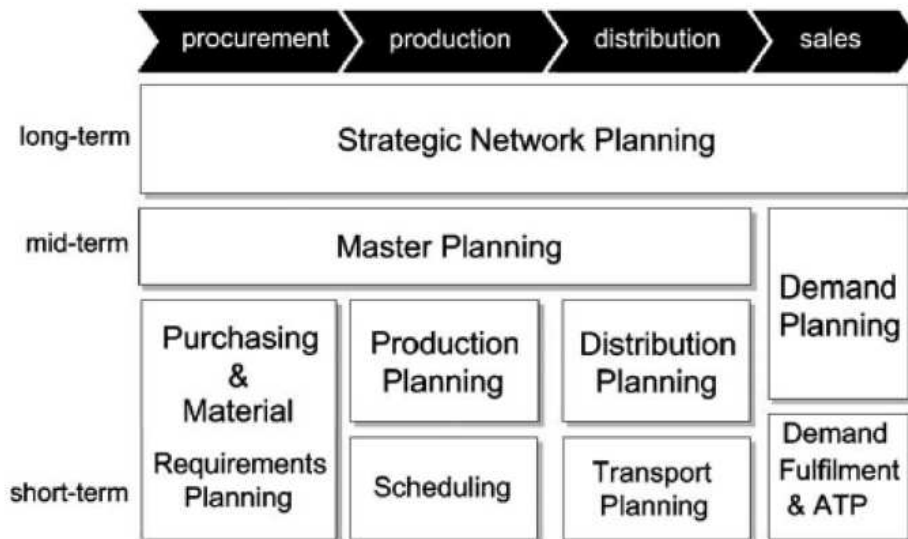 procurement
production
distribution
sales
long-term
Strategic Network Planning
mid-term
Master Planning
Demand
Planning
Purchasing
&
Material
Requirements
Planning
Production
Planning
Distribution
Planning
short-term
Scheduling
Transport
Planning
Demand
Fulfilment
& ATP